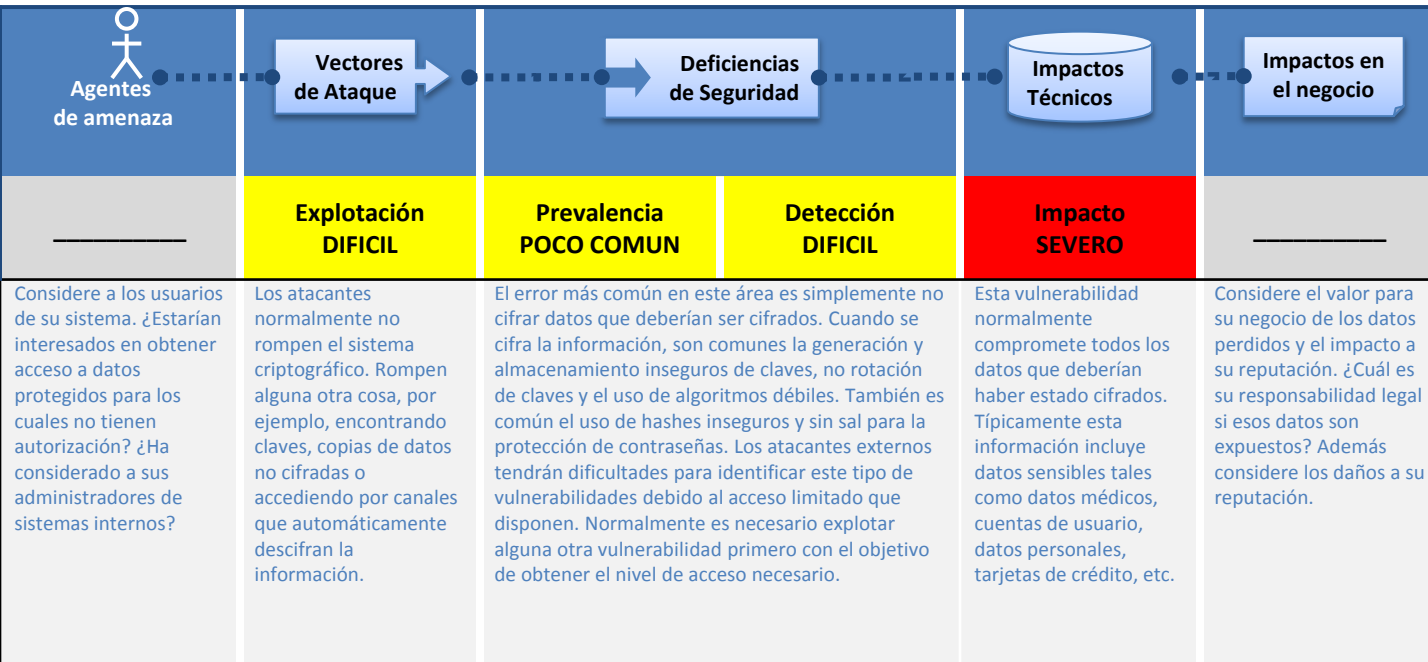 Agentes
de amenaza
Vectores
de Ataque
Deficiencias
de Seguridad
Impactos
Técnicos
Impactos en
el negocio
__________
Explotación
DIFICIL
Prevalencia
POCO COMUN
Detección
DIFICIL
Impacto
SEVERO
__________
Considere a los usuarios
de su sistema. ¿Estarían
interesados en obtener
acceso a datos
protegidos para los
cuales no tienen
autorización? ¿Ha
considerado a sus
administradores de
sistemas internos?
Los atacantes
normalmente no
rompen el sistema
criptográfico. Rompen
alguna otra cosa, por
ejemplo, encontrando
claves, copias de datos
no cifradas o
accediendo por canales
que automáticamente
descifran la
información.
El error más común en este área es simplemente no
cifrar datos que deberían ser cifrados. Cuando se
cifra la información, son comunes la generación y
almacenamiento inseguros de claves, no rotación
de claves y el uso de algoritmos débiles. También es
común el uso de hashes inseguros y sin sal para la
protección de contraseñas. Los atacantes externos
tendrán dificultades para identificar este tipo de
vulnerabilidades debido al acceso limitado que
disponen. Normalmente es necesario explotar
alguna otra vulnerabilidad primero con el objetivo
de obtener el nivel de acceso necesario.
Esta vulnerabilidad
normalmente
compromete todos los
datos que deberían
haber estado cifrados.
Típicamente esta
información incluye
datos sensibles tales
como datos médicos,
cuentas de usuario,
datos personales,
tarjetas de crédito, etc.
Considere el valor para
su negocio de los datos
perdidos y el impacto a
su reputación. ¿Cuál es
su responsabilidad legal
si esos datos son
expuestos? Además
considere los daños a su
reputación.